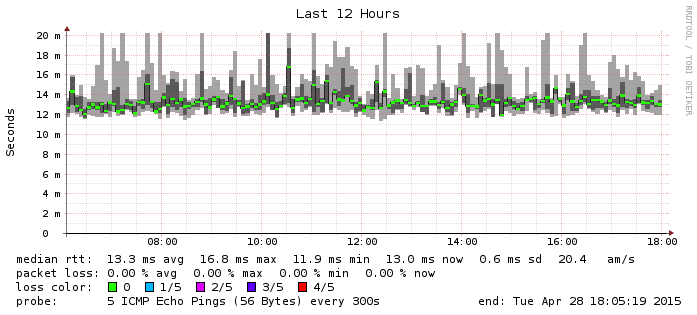 Last 12 Hours
RRDTOOL / TOBI OETIKER
Seconds
20 m
18 m
16 m
14 m
12 m
10 m
8 m
6 m
4 m
2 m
0
08:00 10:00 12:00 14:00 16:00 18:00
median rtt: 13.3 ms avg 16.8 ms max 11.9 ms min 13.0 ms now 0.6 ms sd 20.4 am/s
packet loss: 0.00 % avg 0.00 % max 0.00 % min 0.00 % now
loss color: 0 1/5 2/5 3/5 4/5
probe: 5 ICMP Echo Pings (56 Bytes) every 300s end: Tue Apr 28 18:05:19 2015